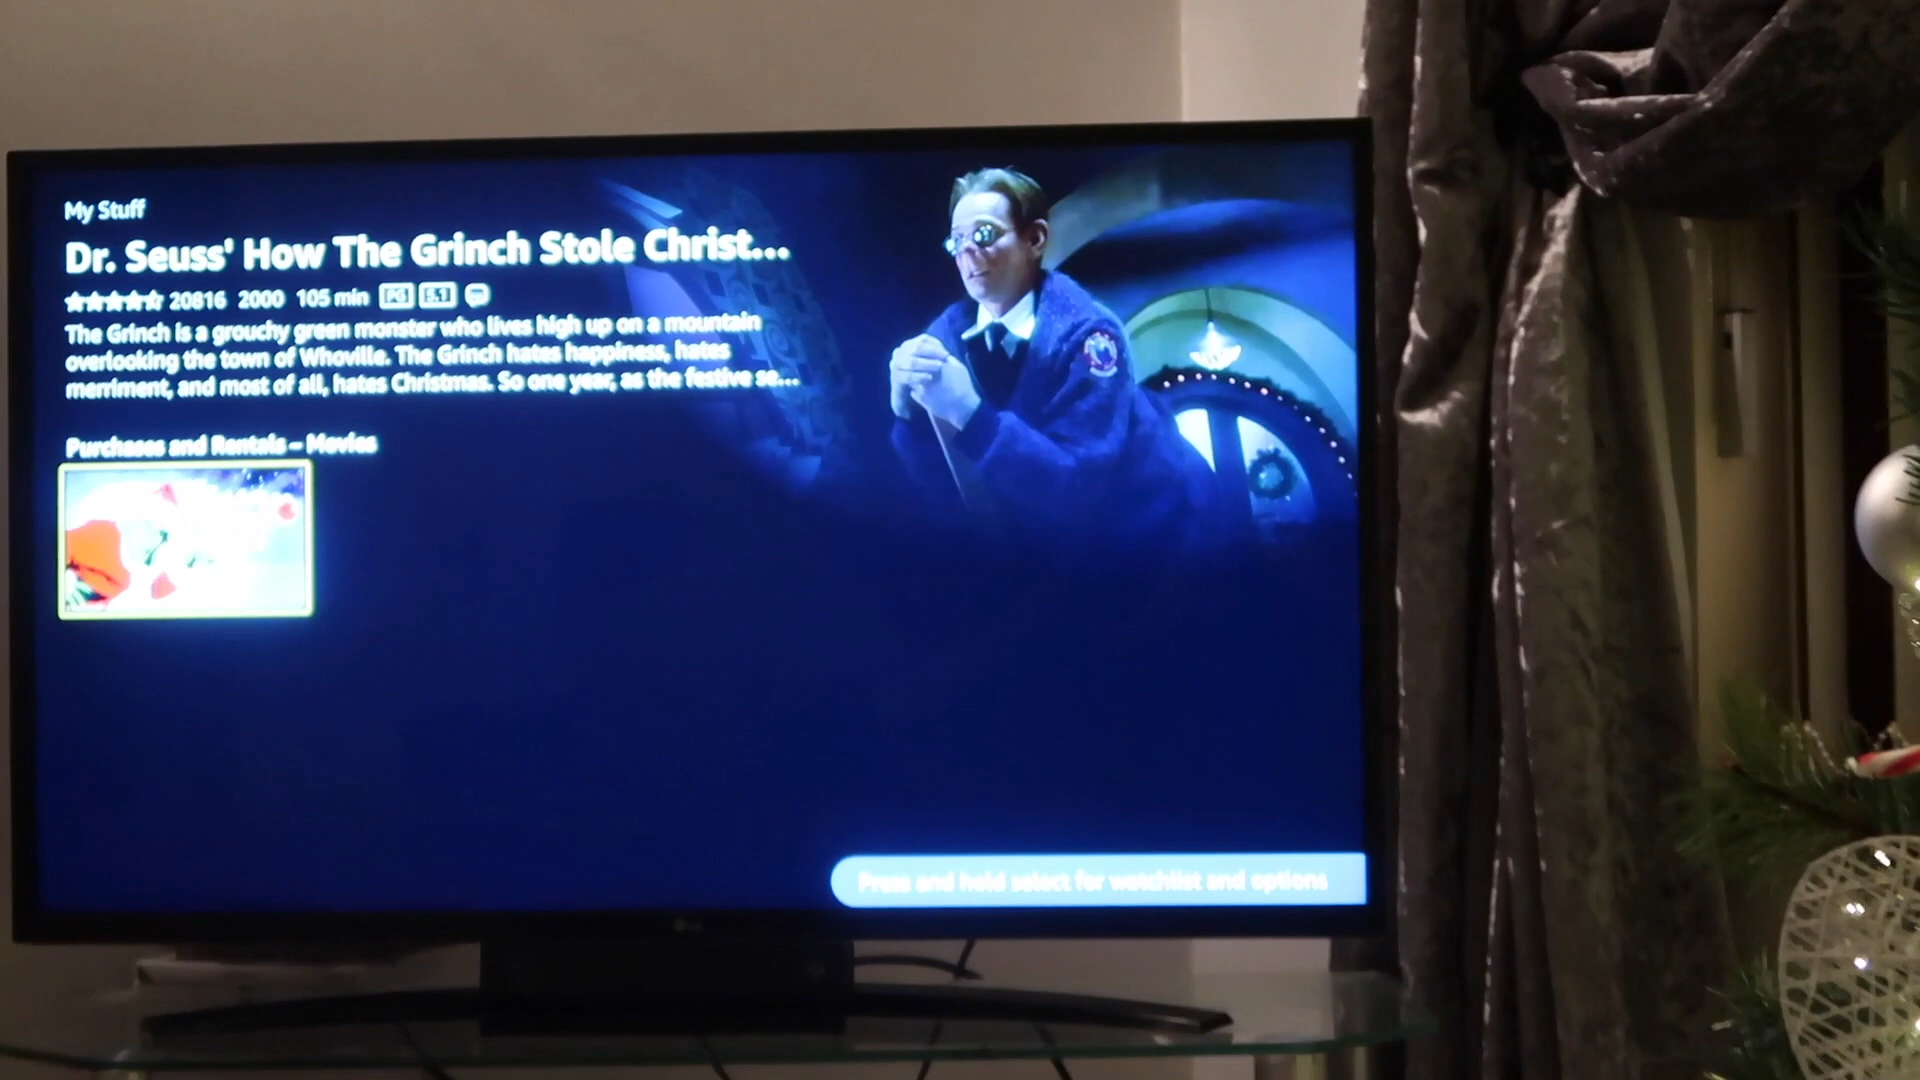 My Stuff
Dr. Seuss' How The Grinch Stole Christ...
20816 2000 105 min PG 5.1
The Grinch is a grouchy green monster who lives high up on a mountain
overlooking the town of Whoville. The Grinch hates happiness, hates
merriment, and most of all, hates Christmas. So one year, as the festive se...
Purchases and Rentals – Movies
Press and hold select for watchlist and options